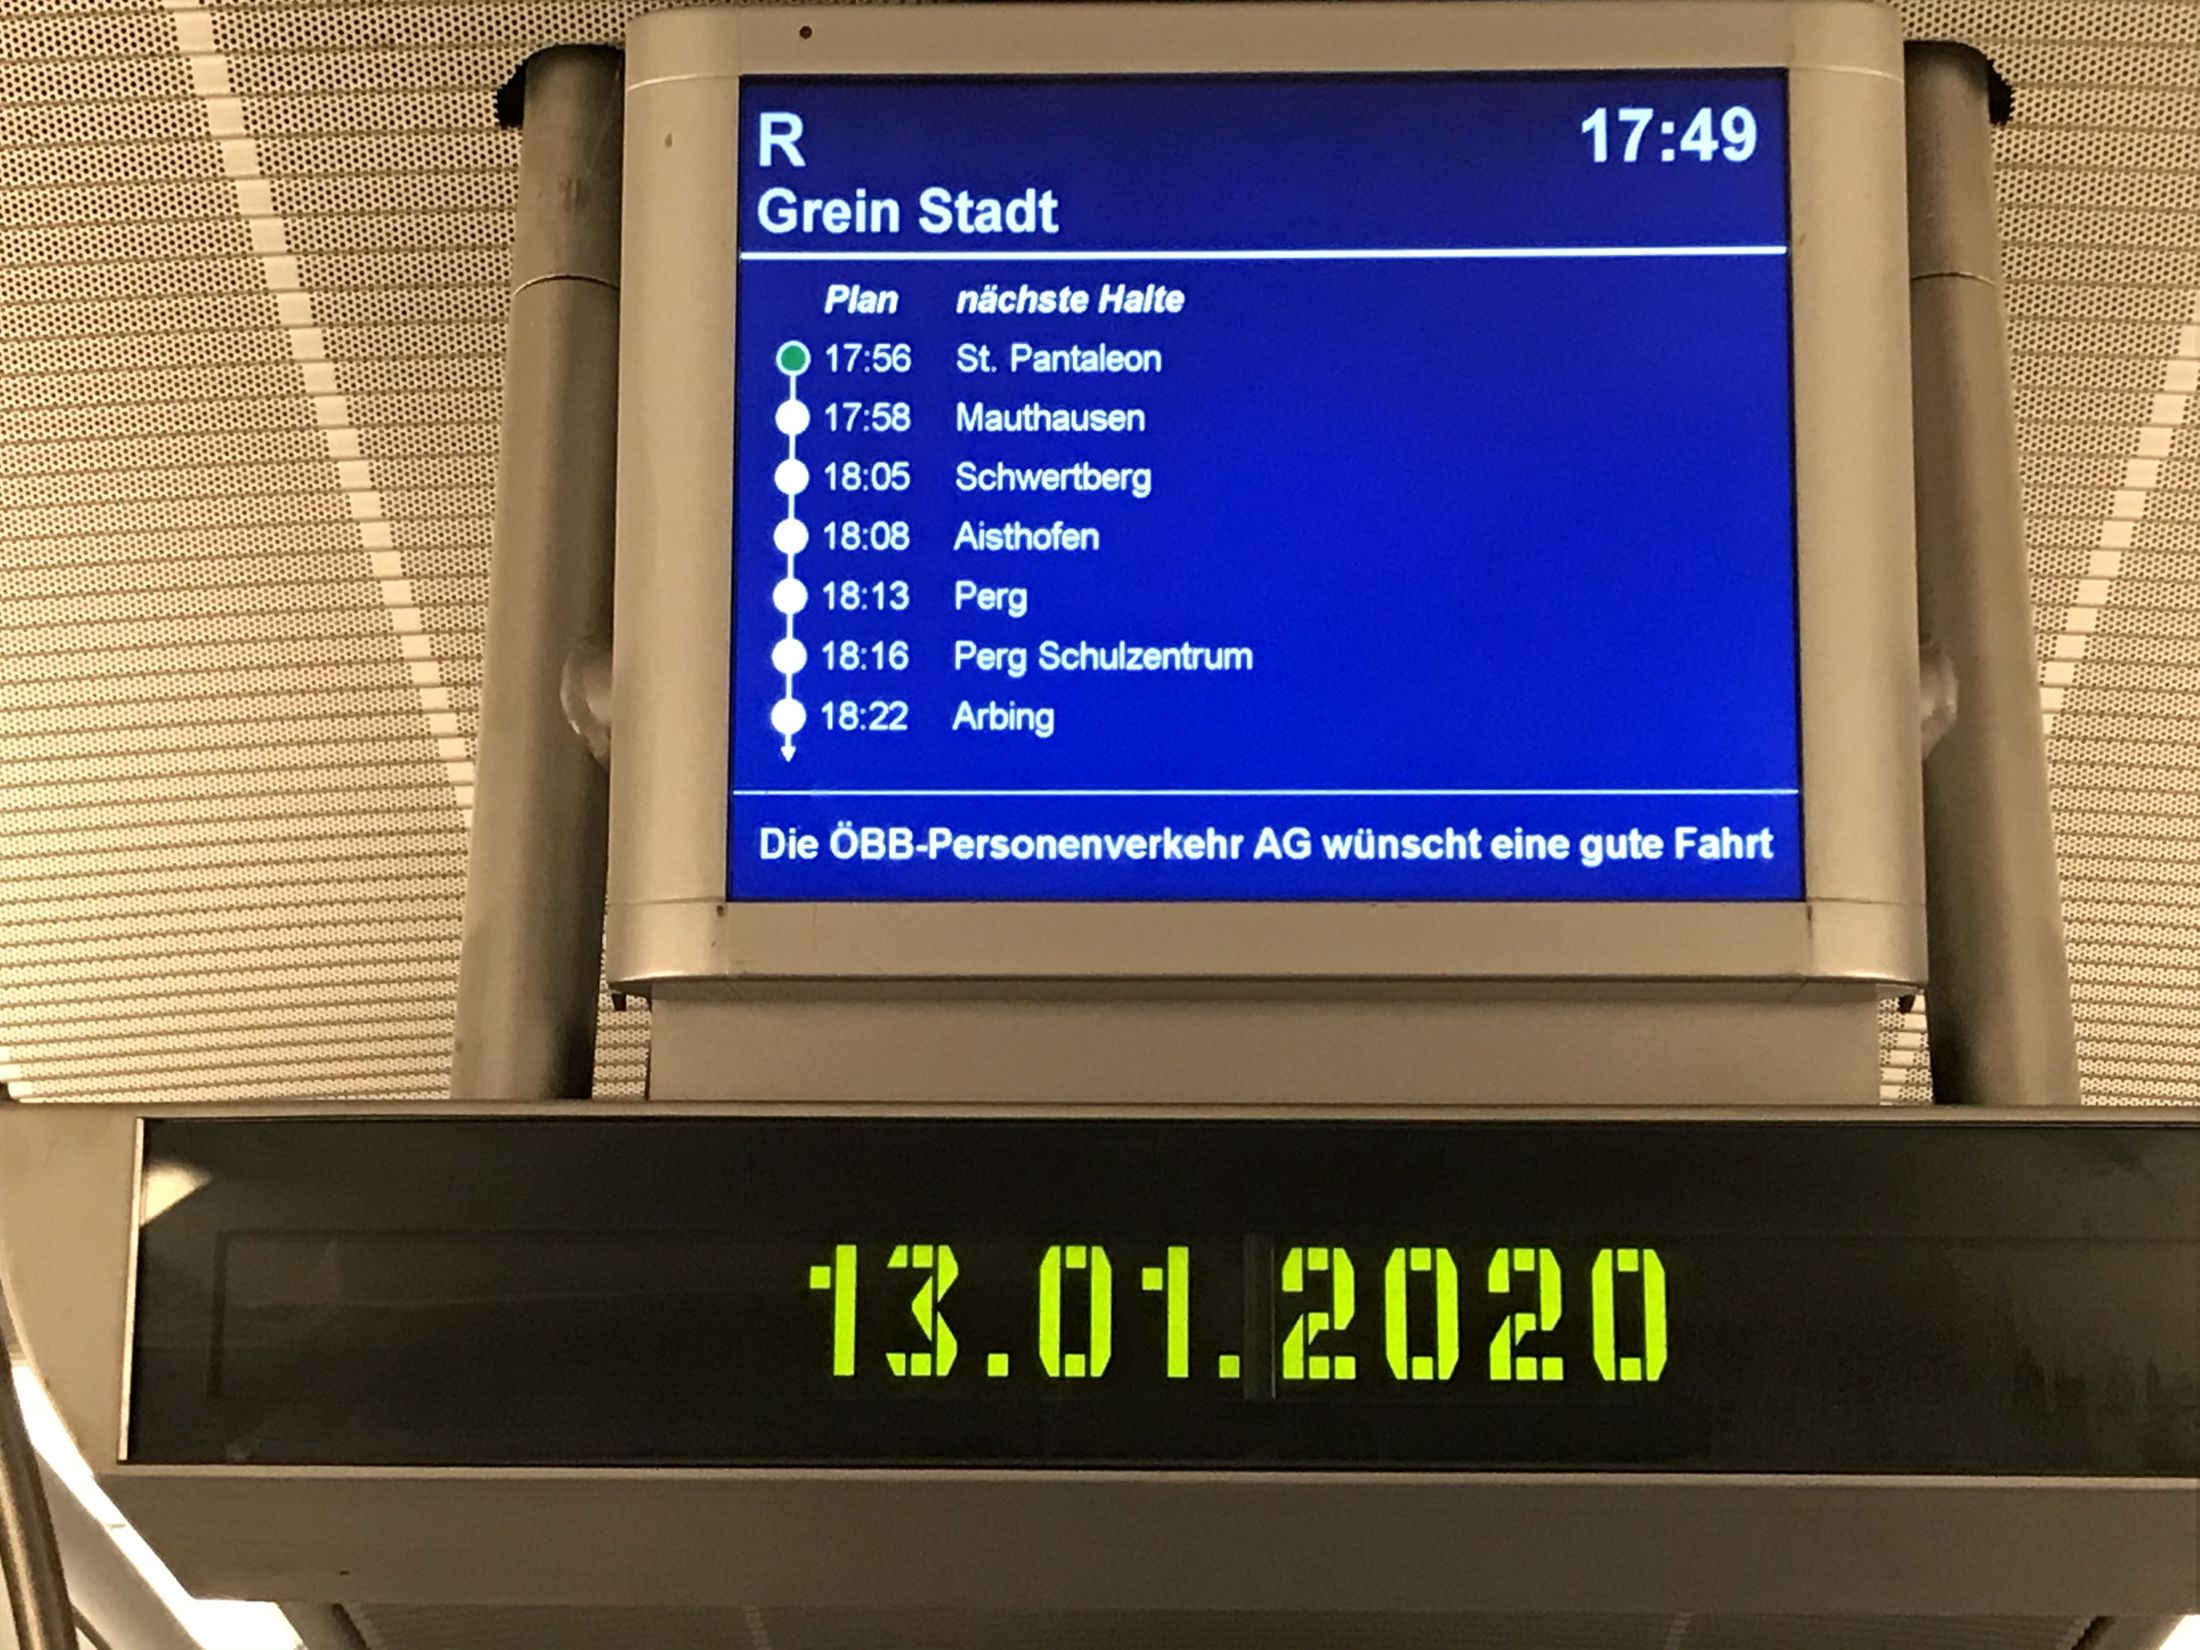 R 17:49
Grein Stadt
Plan nächste Halte
17:56 St. Pantaleon
17:58 Mauthausen
18:05 Schwertberg
18:08 Aisthofen
18:13 Perg
18:16 Perg Schulzentrum
18:22 Arbing
Die ÖBB-Personenverkehr AG wünscht eine gute Fahrt
13.01.2020